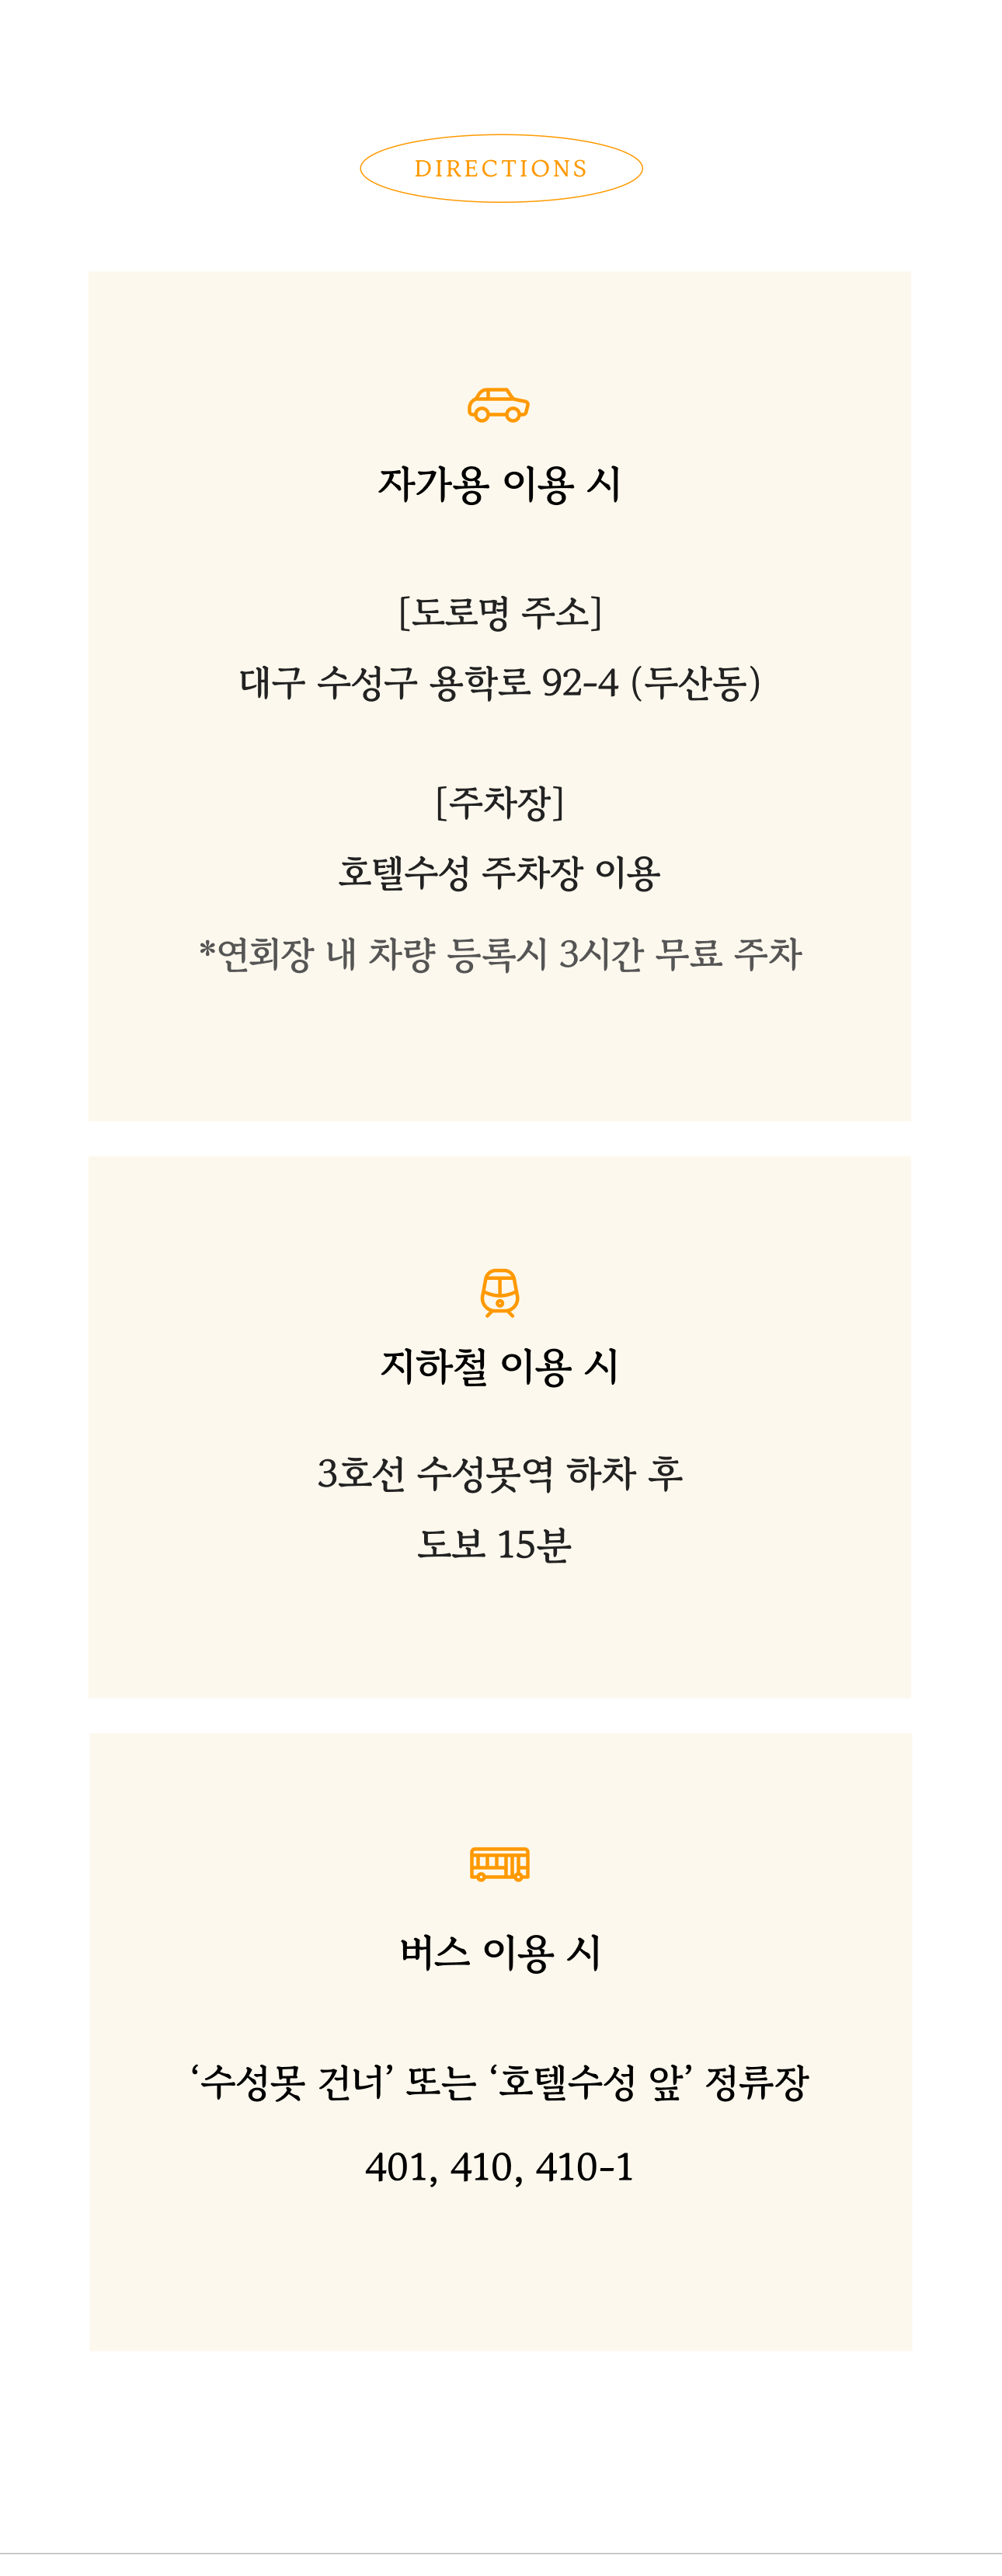 DIRECTIONS
자가용 이용 시
[도로명 주소]
대구 수성구 용학로 92-4 (두산동)
[주차장]
호텔수성 주차장 이용
*연회장 내 차량 등록시 3시간 무료 주차
지하철 이용 시
3호선 수성못역 하차 후
도보 15분
버스 이용 시
‘수성못 건너’ 또는 ‘호텔수성 앞’ 정류장
401, 410, 410-1